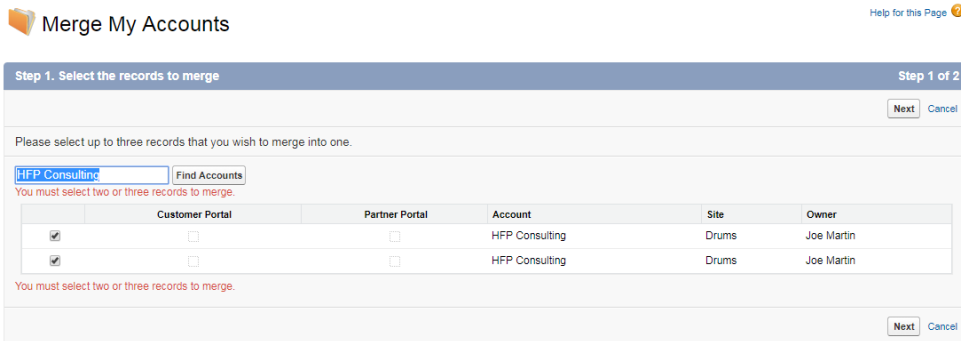 Help for this Page ?
Merge My Accounts
Step 1. Select the records to merge Step 1 of 2
Next Cancel
Please select up to three records that you wish to merge into one.
HFP Consulting Find Accounts
You must select two or three records to merge.
Customer Portal Partner Portal Account Site Owner
HFP Consulting Drums Joe Martin
HFP Consulting Drums Joe Martin
You must select two or three records to merge.
Next Cancel